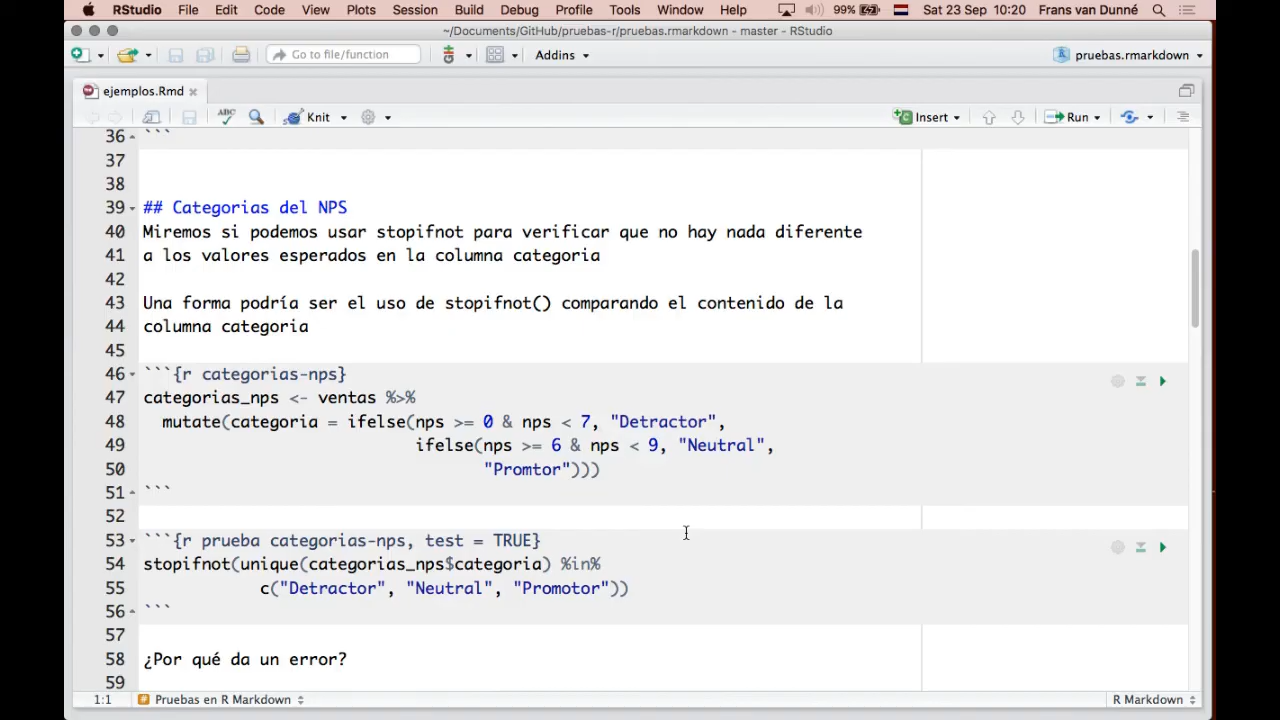 RStudio File Edit Code View Plots Session Build Debug Profile Tools Window Help 99% Sat 23 Sep 10:20 Frans van Dunné
~/Documents/GitHub/pruebas-r/pruebas.rmarkdown - master - RStudio
Go to file/function Addins pruebas.rmarkdown
ejemplos.Rmd
ABC Knit Insert Run
36 ```
37
38
39 ## Categorias del NPS
40 Miremos si podemos usar stopifnot para verificar que no hay nada diferente
41 a los valores esperados en la columna categoria
42
43 Una forma podría ser el uso de stopifnot() comparando el contenido de la
44 columna categoria
45
46 ```{r categorias-nps}
47 categorias_nps <- ventas %>%
48 mutate(categoria = ifelse(nps >= 0 & nps < 7, "Detractor",
49 ifelse(nps >= 6 & nps < 9, "Neutral",
50 "Promtor")))
51 ```
52
53 ```{r prueba categorias-nps, test = TRUE}
54 stopifnot(unique(categorias_nps$categoria) %in%
55 c("Detractor", "Neutral", "Promotor"))
56 ```
57
58 ¿Por qué da un error?
59
1:1 # Pruebas en R Markdown R Markdown